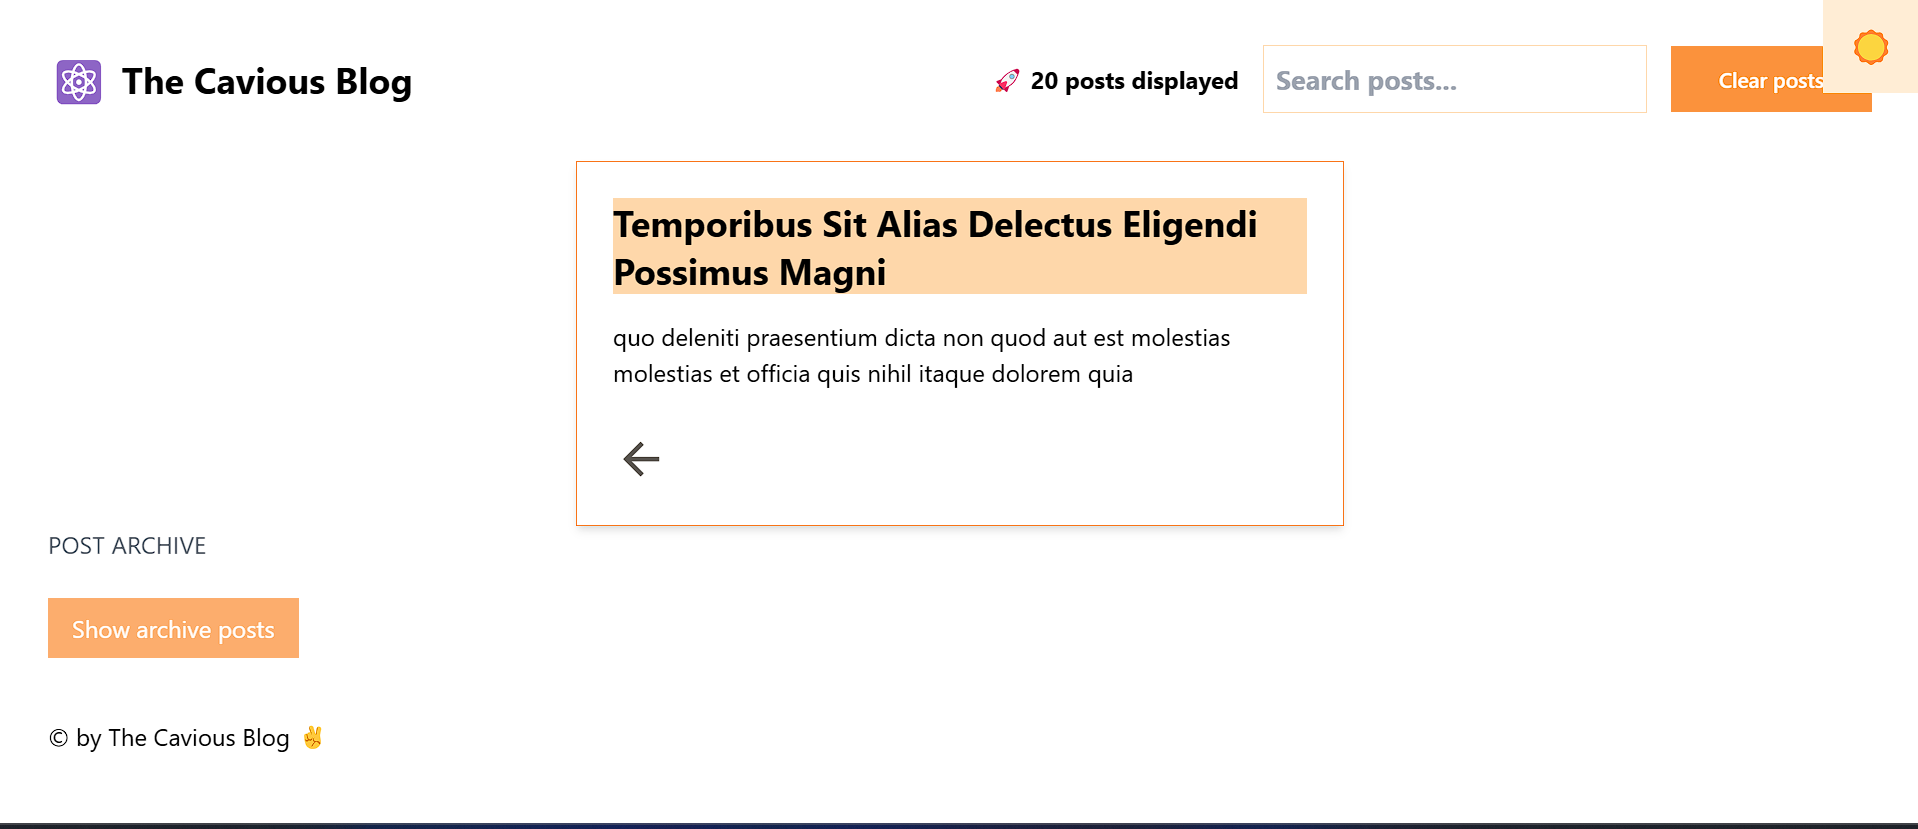 The Cavious Blog
🚀 20 posts displayed
Search posts...
Clear posts
Temporibus Sit Alias Delectus Eligendi
Possimus Magni
quo deleniti praesentium dicta non quod aut est molestias
molestias et officia quis nihil itaque dolorem quia
POST ARCHIVE
Show archive posts
© by The Cavious Blog ✌️